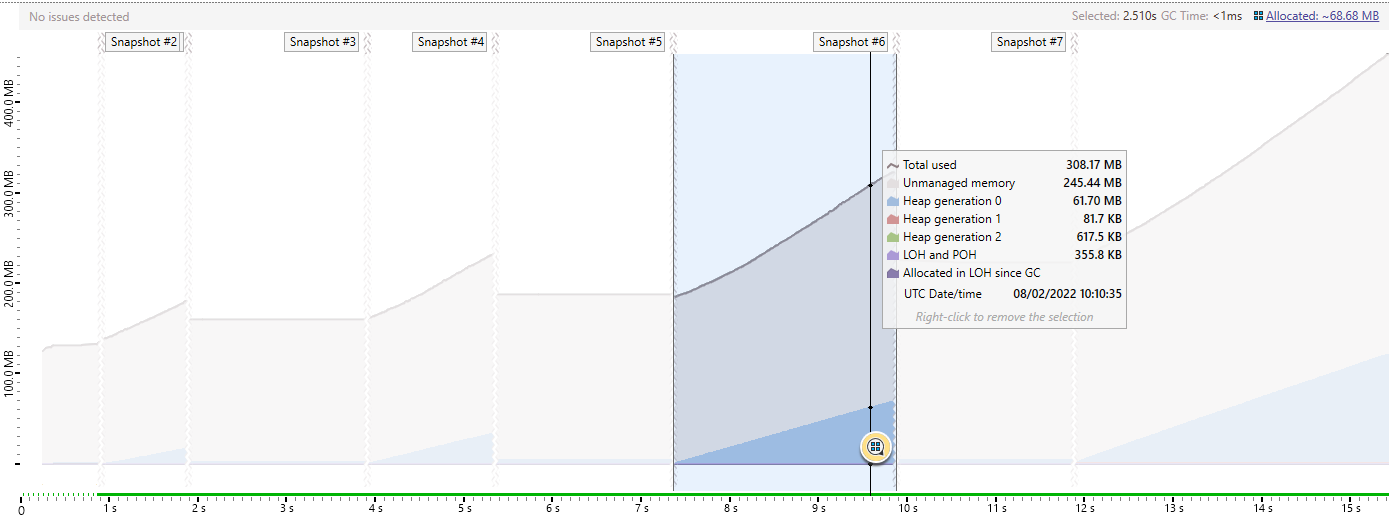 No issues detected
Selected: 2.510s GC Time: <1ms Allocated: ~68.68 MB
Snapshot #2 Snapshot #3 Snapshot #4 Snapshot #5 Snapshot #6 Snapshot #7
400.0 MB
300.0 MB
200.0 MB
100.0 MB
Total used 308.17 MB
Unmanaged memory 245.44 MB
Heap generation 0 61.70 MB
Heap generation 1 81.7 KB
Heap generation 2 617.5 KB
LOH and POH 355.8 KB
Allocated in LOH since GC
UTC Date/time 08/02/2022 10:10:35
Right-click to remove the selection
0 1 s 2 s 3 s 4 s 5 s 6 s 7 s 8 s 9 s 10 s 11 s 12 s 13 s 14 s 15 s